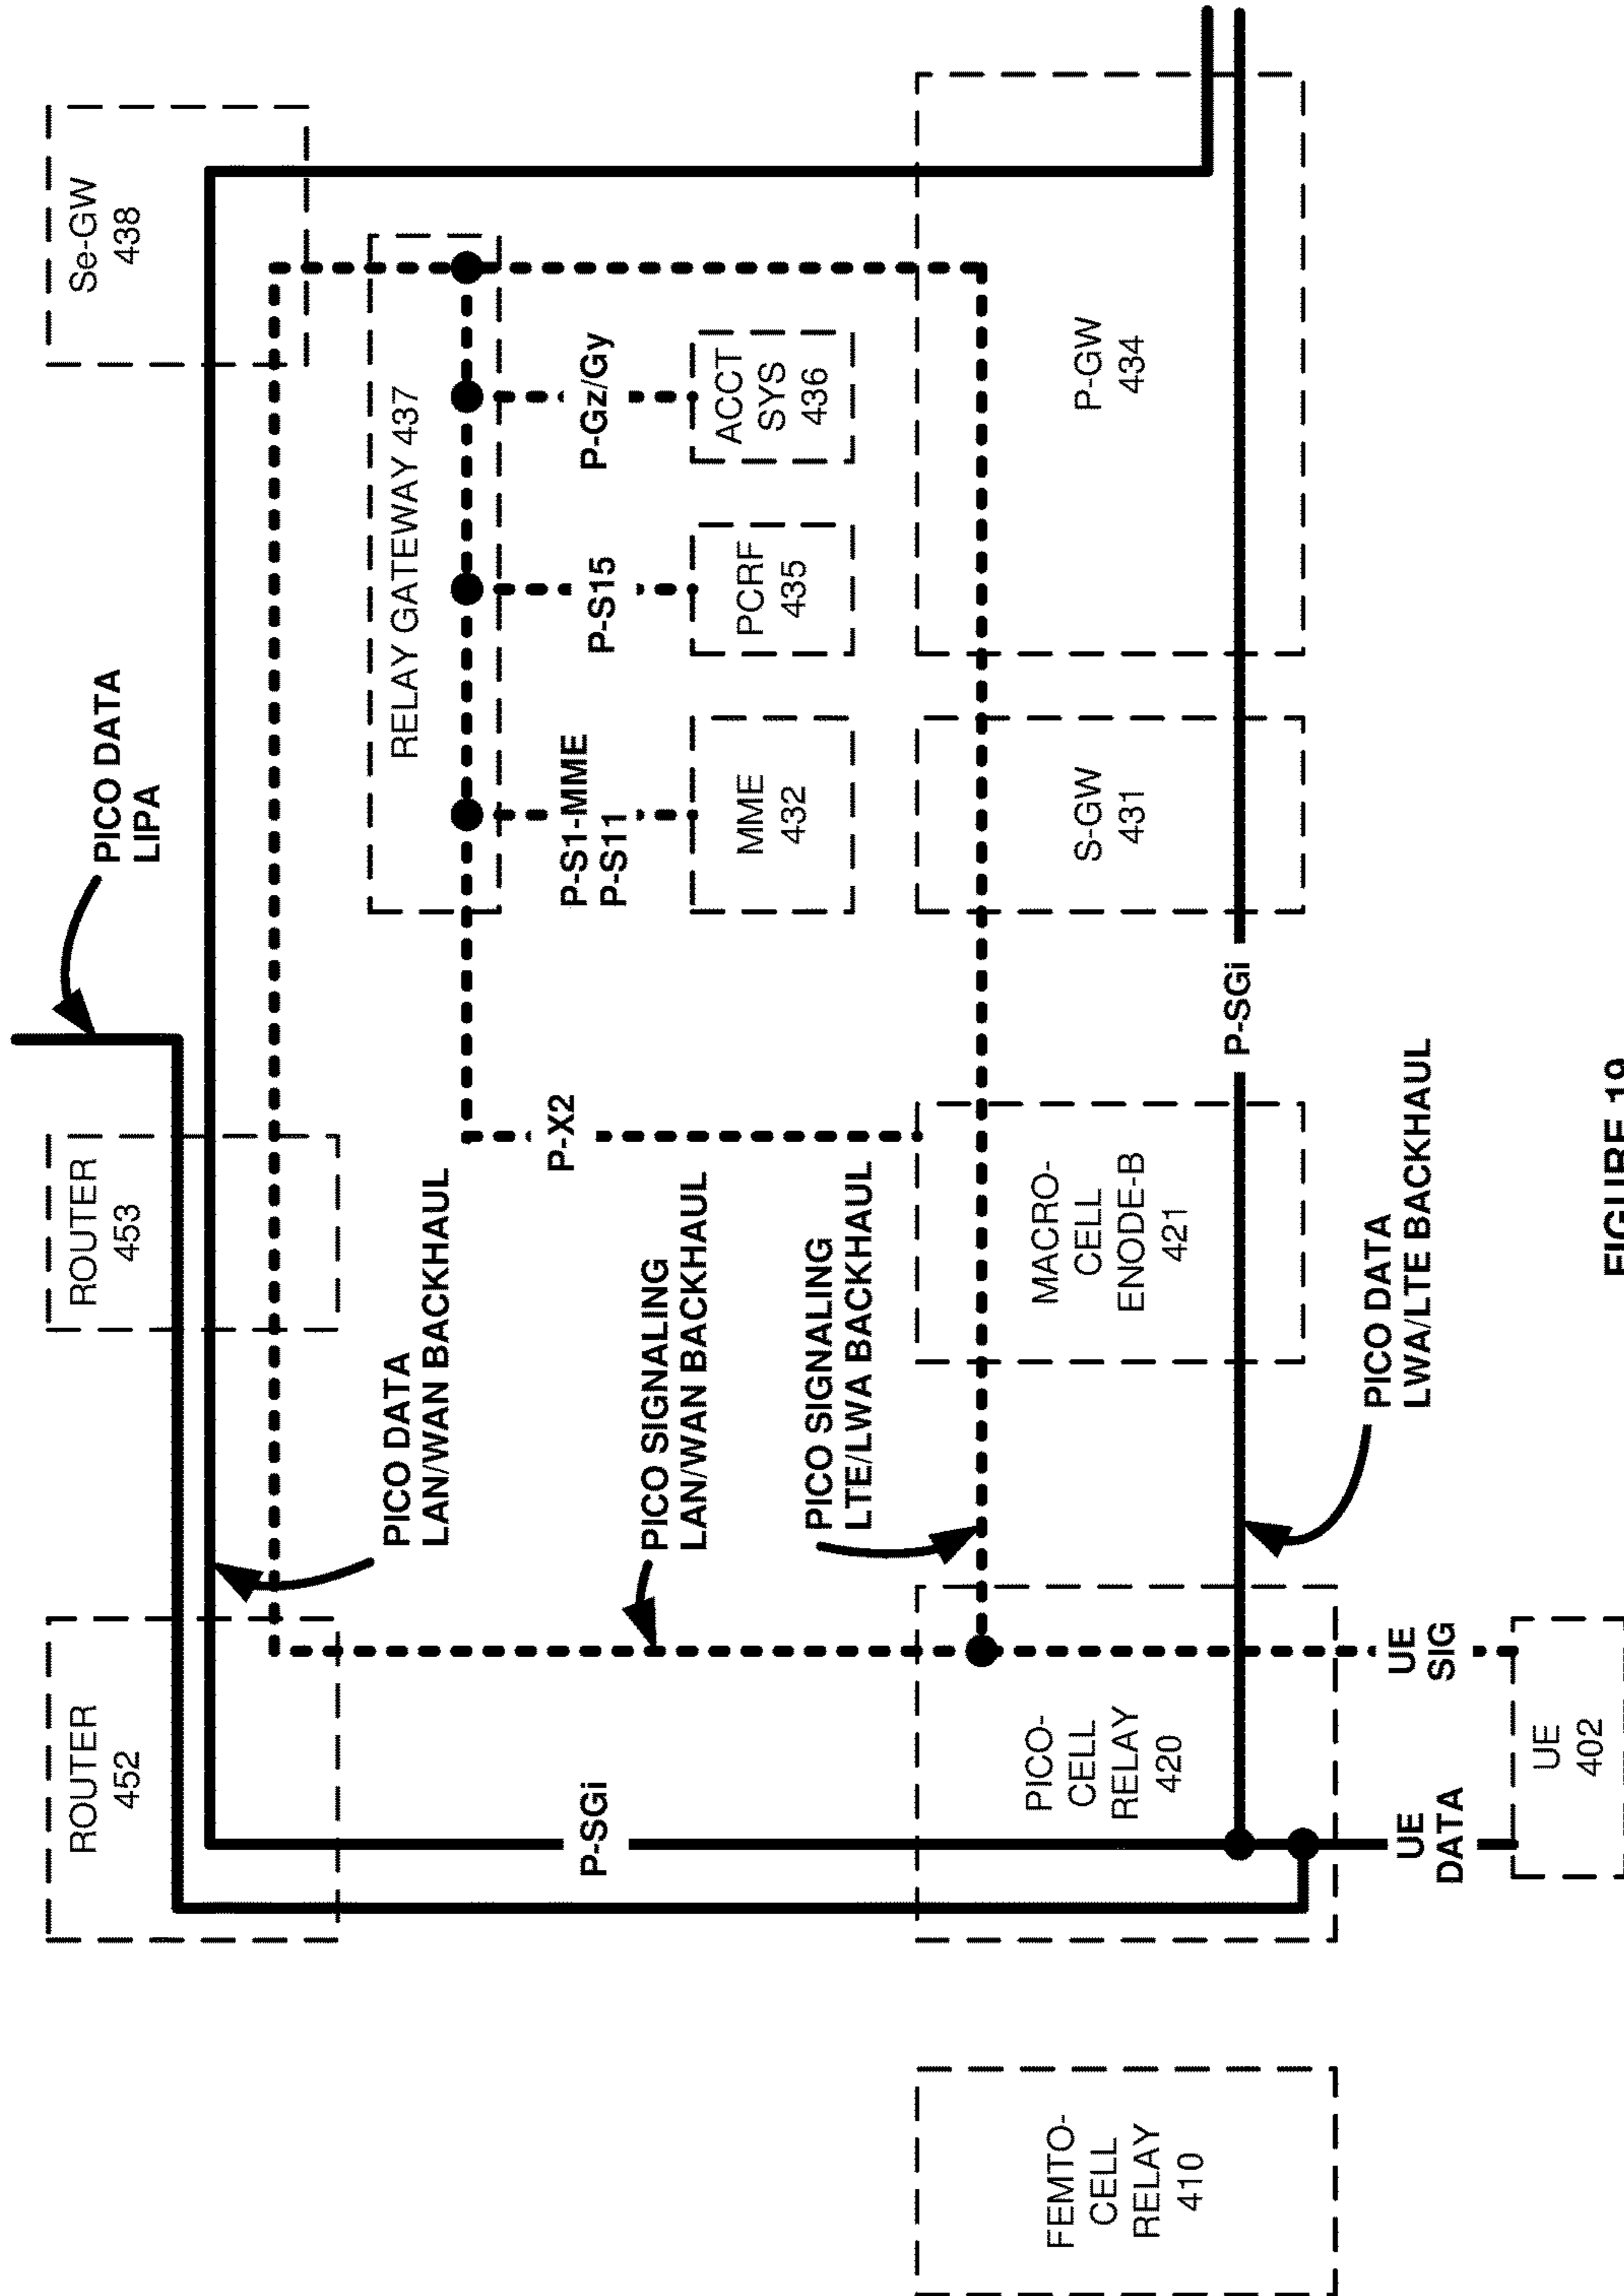 PICO DATA
LIPA
ROUTER
452
ROUTER
453
Se-GW
438
PICO DATA
LAN/WAN BACKHAUL
RELAY GATEWAY 437
P-SGi
PICO SIGNALING
LAN/WAN BACKHAUL
P-X2
P-S1-MME
P-S11
P-S15
P-Gz/Gy
PICO SIGNALING
LTE/LWA BACKHAUL
MME
432
PCRF
435
ACCT
SYS
436
FEMTO-
CELL
RELAY
410
PICO-
CELL
RELAY
420
MACRO-
CELL
ENODE-B
421
S-GW
431
P-GW
434
P-SGi
UE
DATA
UE
SIG
PICO DATA
LWA/LTE BACKHAUL
UE
402
FIGURE 19